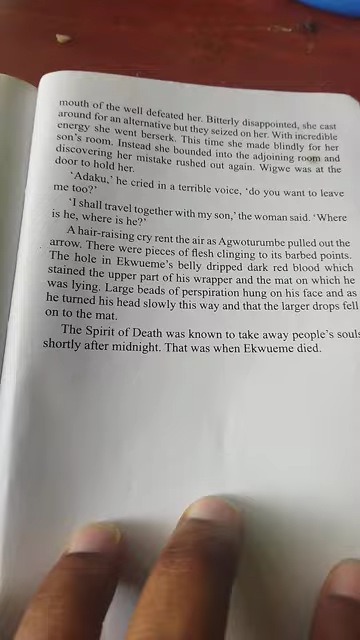 mouth of the well defeated her. Bitterly disappointed, she cast
around for an alternative but they seized on her. With incredible
energy she went berserk. This time she made blindly for her
son's room. Instead she bounded into the adjoining room and
discovering her mistake rushed out again. Wigwe was at the
door to hold her.
'Adaku,' he cried in a terrible voice, 'do you want to leave
me too?'
'I shall travel together with my son,' the woman said. 'Where
is he, where is he?'
A hair-raising cry rent the air as Agwoturumbe pulled out the
arrow. There were pieces of flesh clinging to its barbed points.
The hole in Ekwueme's belly dripped dark red blood which
stained the upper part of his wrapper and the mat on which he
was lying. Large beads of perspiration hung on his face and as
he turned his head slowly this way and that the larger drops fell
on to the mat.
The Spirit of Death was known to take away people's souls
shortly after midnight. That was when Ekwueme died.